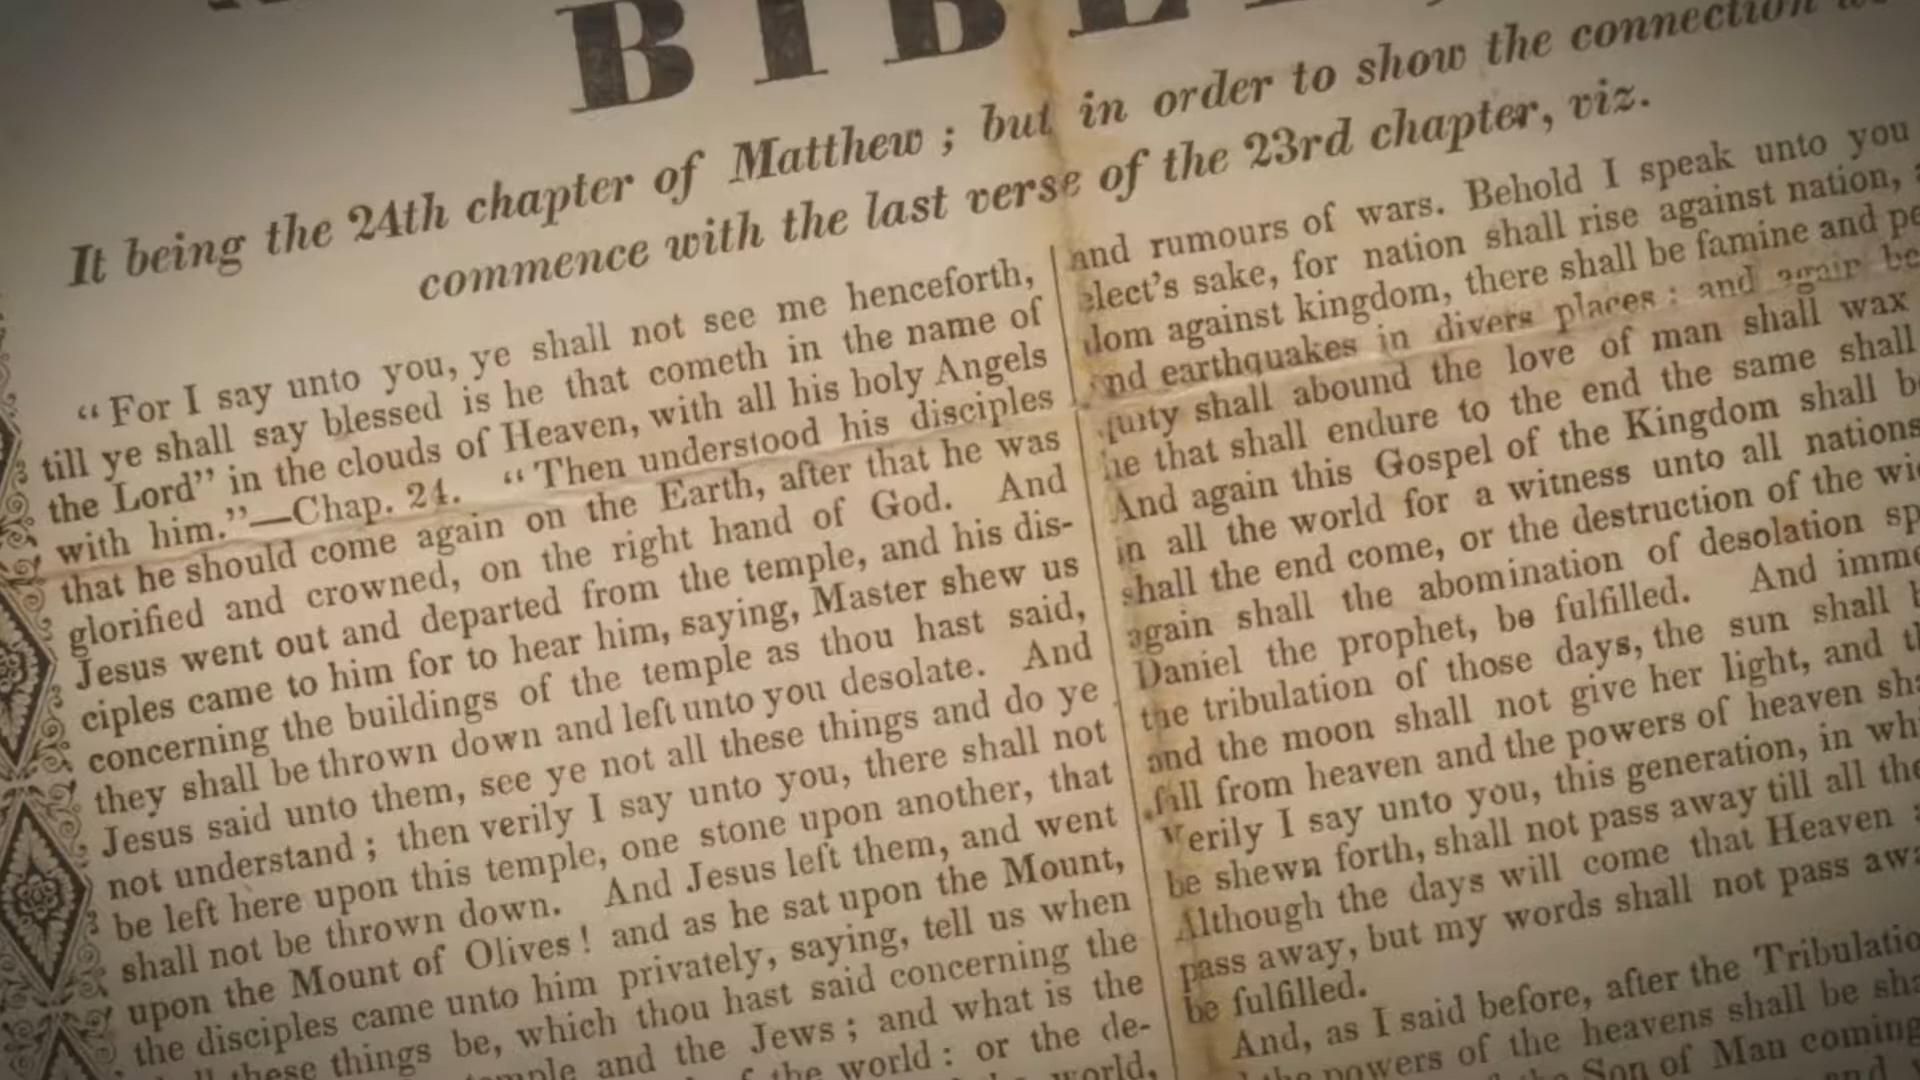 BIBL
It being the 24th chapter of Matthew; but in order to show the connection
commence with the last verse of the 23rd chapter, viz.
"For I say unto you, ye shall not see me henceforth,
till ye shall say blessed is he that cometh in the name of
the Lord" in the clouds of Heaven, with all his holy Angels
with him."—Chap. 24. "Then understood his disciples
that he should come again on the Earth, after that he was
glorified and crowned, on the right hand of God. And
Jesus went out and departed from the temple, and his dis-
ciples came to him for to hear him, saying, Master shew us
concerning the buildings of the temple as thou hast said,
they shall be thrown down and left unto you desolate. And
Jesus said unto them, see ye not all these things and do ye
not understand; then verily I say unto you, there shall not
be left here upon this temple, one stone upon another, that
shall not be thrown down. And Jesus left them, and went
upon the Mount of Olives! and as he sat upon the Mount,
the disciples came unto him privately, saying, tell us when
these things be, which thou hast said concerning the
and the Jews; and what is the
the world: or the de-
world,
and rumours of wars. Behold I speak unto you
elect's sake, for nation shall rise against nation,
dom against kingdom, there shall be famine and pe
and earthquakes in divers places: and again be
quity shall abound the love of man shall wax
he that shall endure to the end the same shall
And again this Gospel of the Kingdom shall b
in all the world for a witness unto all nations
shall the end come, or the destruction of the wi
again shall the abomination of desolation sp
Daniel the prophet, be fulfilled. And imme
the tribulation of those days, the sun shall b
and the moon shall not give her light, and t
fall from heaven and the powers of heaven sha
Verily I say unto you, this generation, in wh
be shewn forth, shall not pass away till all the
Although the days will come that Heaven
pass away, but my words shall not pass awa
be fulfilled.
And, as I said before, after the Tribulatio
the powers of the heavens shall be sha
Son of Man coming
and